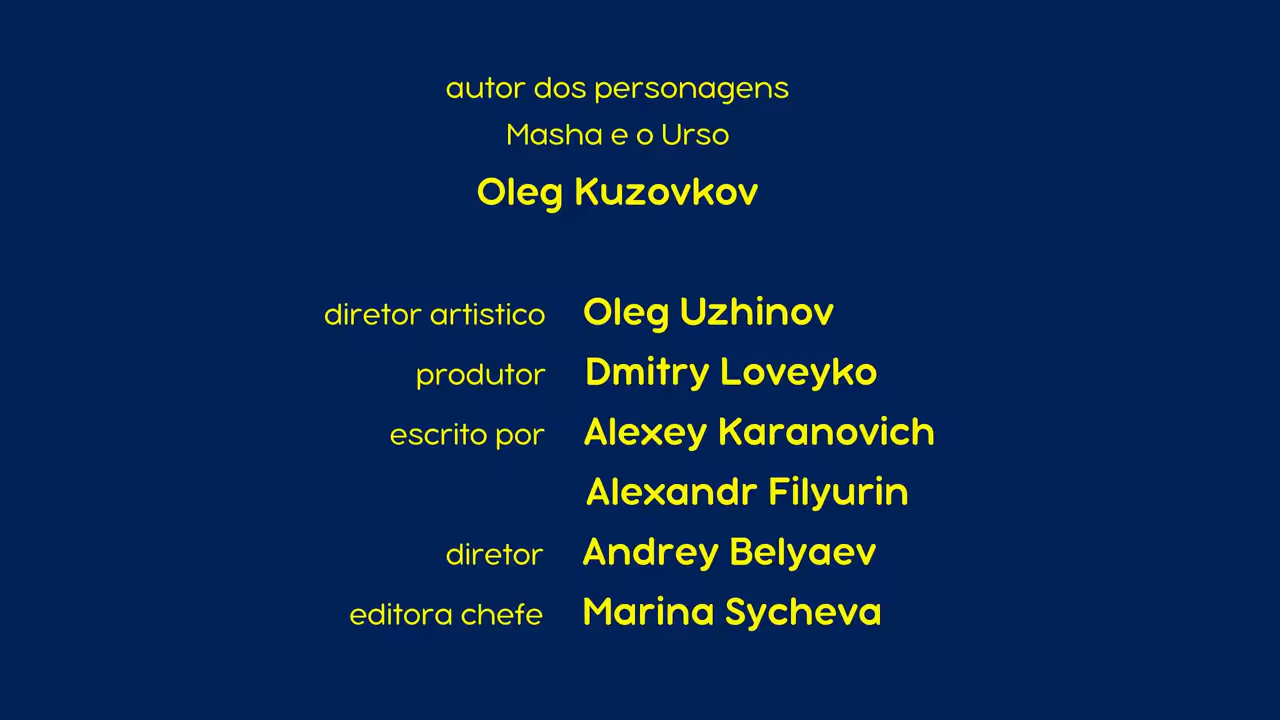 autor dos personagens
Masha e o Urso
Oleg Kuzovkov
diretor artistico Oleg Uzhinov
produtor Dmitry Loveyko
escrito por Alexey Karanovich
Alexandr Filyurin
diretor Andrey Belyaev
editora chefe Marina Sycheva